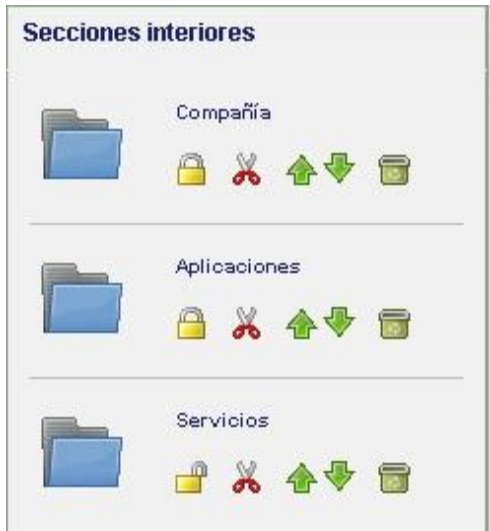 Secciones interiores
Compañía
Aplicaciones
Servicios